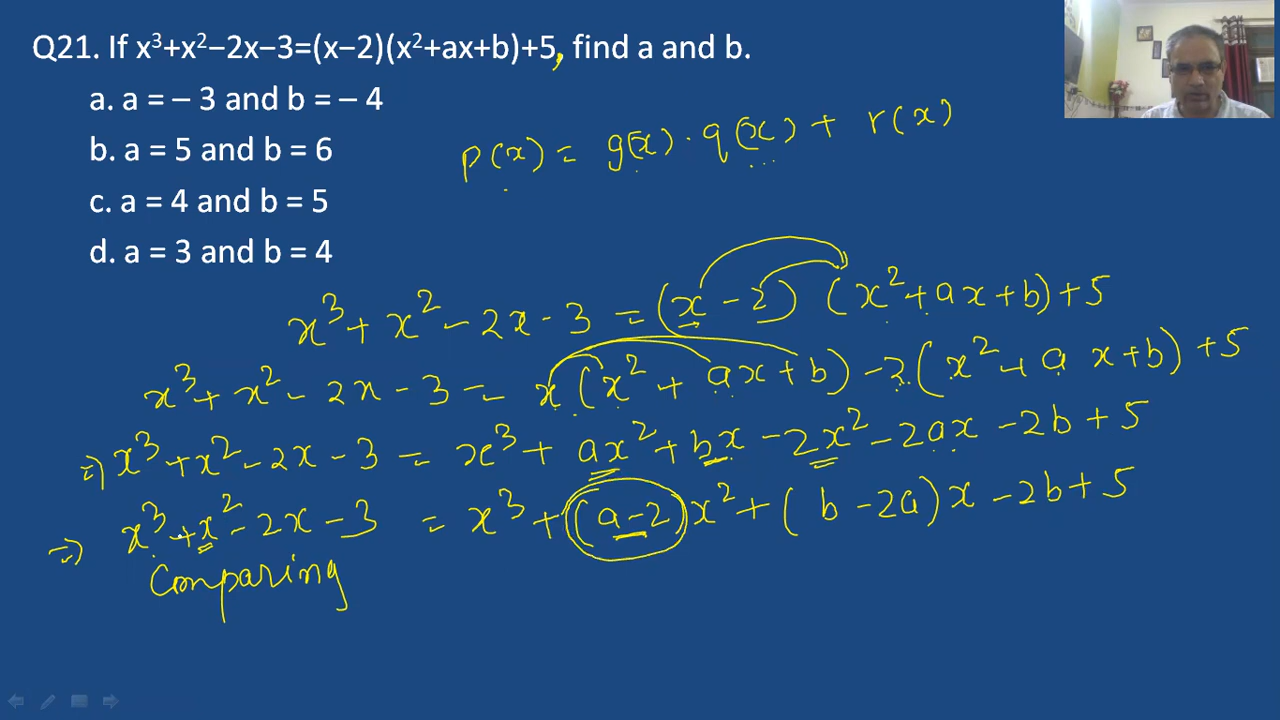 Q21. If x³+x²−2x−3=(x−2)(x²+ax+b)+5, find a and b.
a. a = – 3 and b = – 4
b. a = 5 and b = 6
c. a = 4 and b = 5
d. a = 3 and b = 4
p(x) = g(x) · q(x) + r(x)
x³ + x² − 2x − 3 = (x − 2) (x² + ax + b) + 5
x³ + x² − 2x − 3 = x(x² + ax + b) − 2(x² + a x + b) + 5
=) x³ + x² − 2x − 3 = x³ + ax² + bx − 2x² − 2ax − 2b + 5
=) x³ + x² − 2x − 3 = x³ + (a − 2)x² + (b − 2a)x − 2b + 5
Comparing